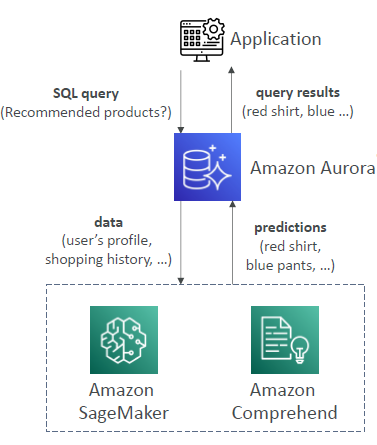 Application
SQL query
(Recommended products?)
query results
(red shirt, blue ...)
Amazon Aurora
data
(user's profile,
shopping history, ...)
predictions
(red shirt,
blue pants, ...)
Amazon
SageMaker
Amazon
Comprehend